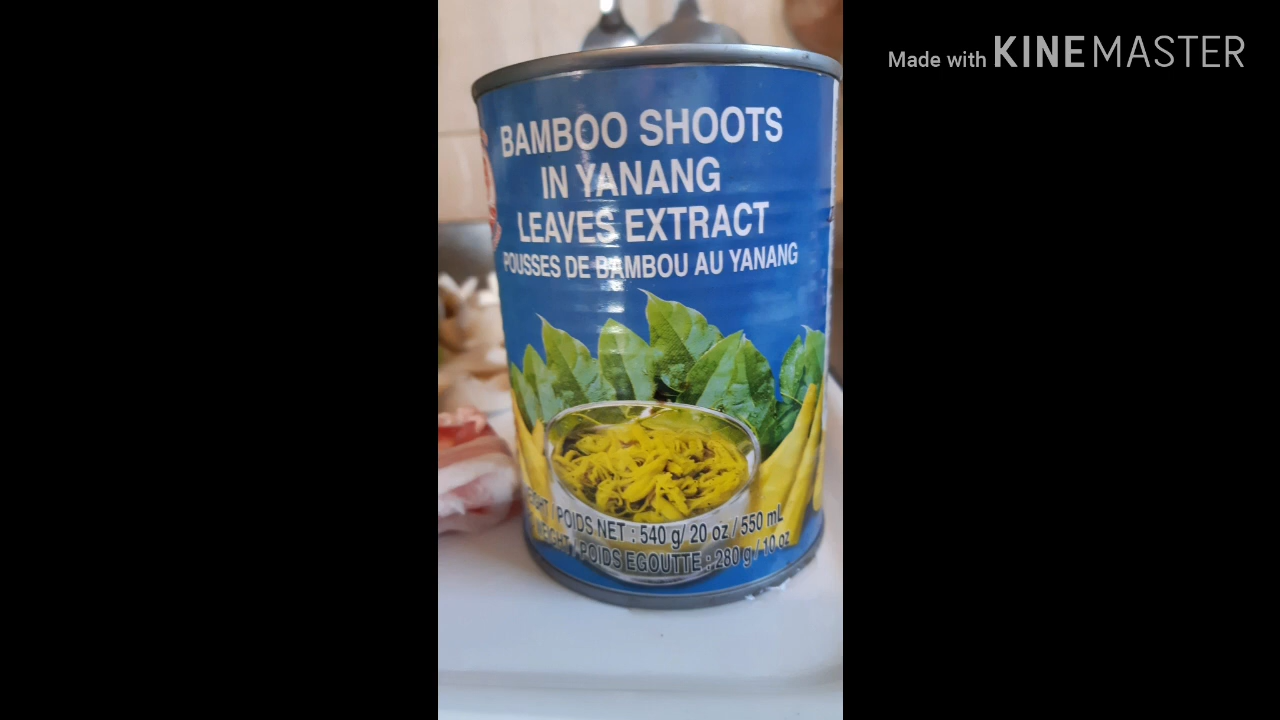 Made with KINEMASTER
BAMBOO SHOOTS
IN YANANG
LEAVES EXTRACT
POUSSES DE BAMBOU AU YANANG
/ POIDS NET : 540 g/ 20 oz / 550 mL
/ POIDS EGOUTTE : 280 g / 10 oz